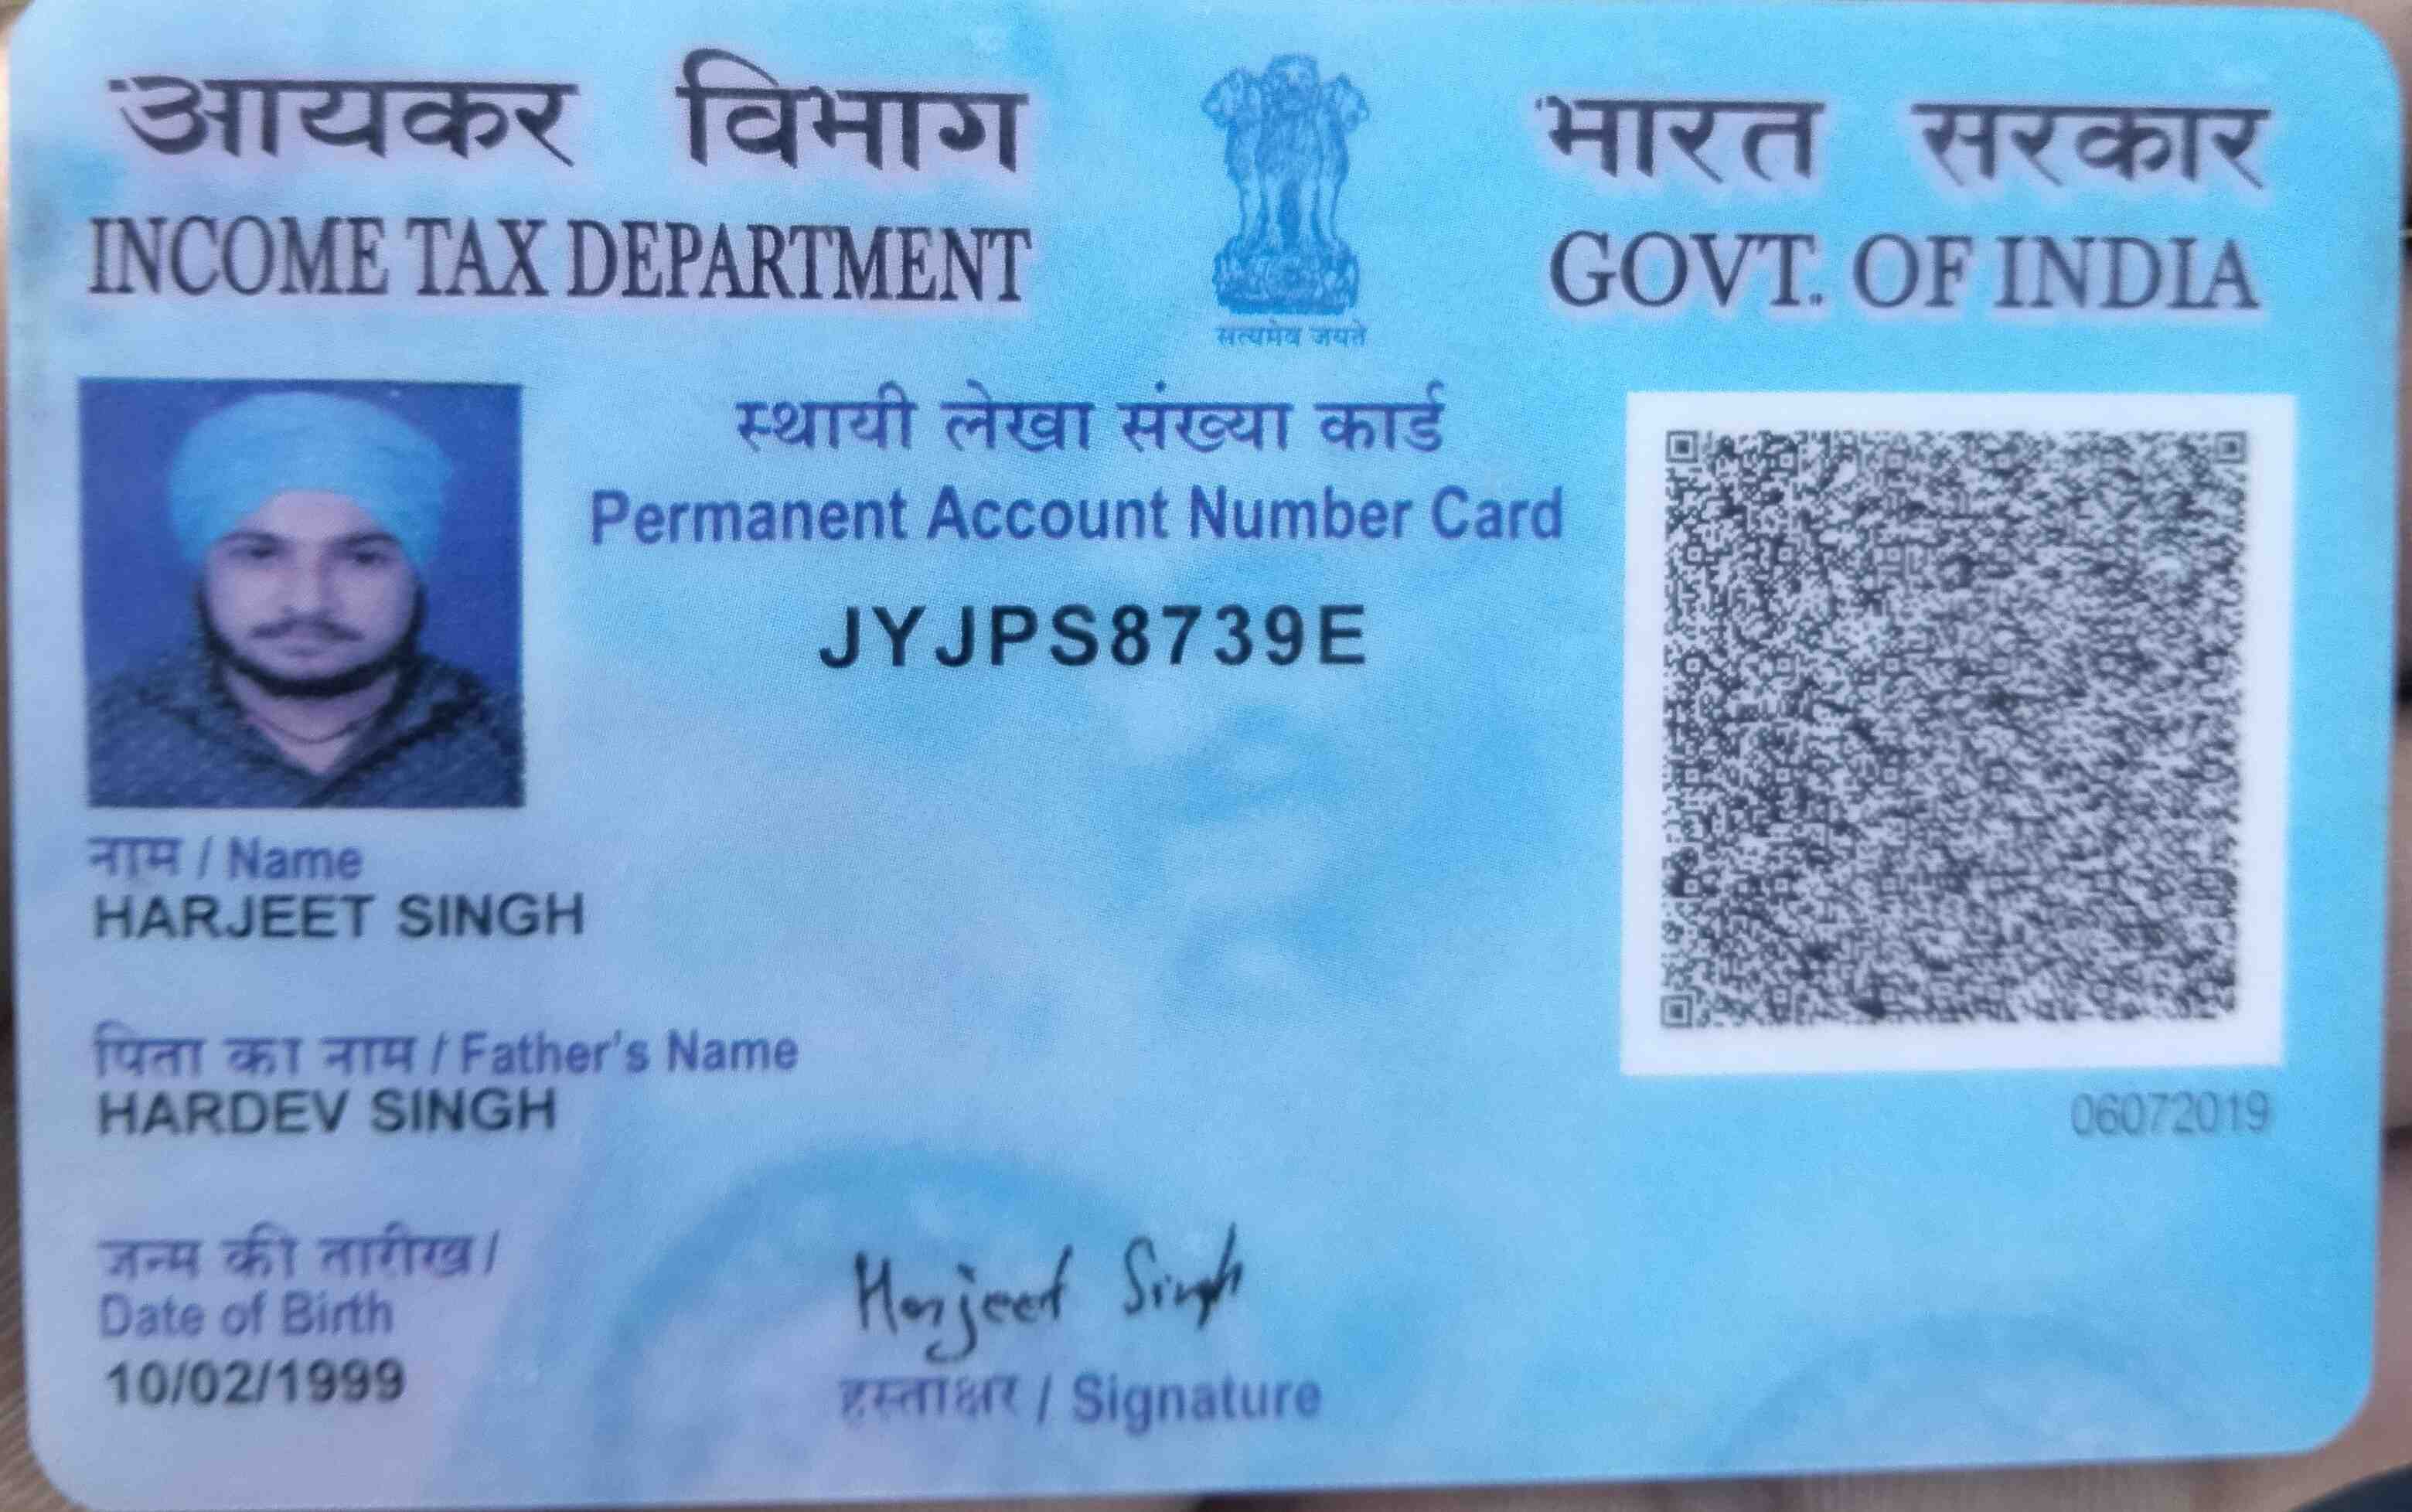 आयकर विभाग
INCOME TAX DEPARTMENT
सत्यमेव जयते
भारत सरकार
GOVT. OF INDIA
स्थायी लेखा संख्या कार्ड
Permanent Account Number Card
JYJPS8739E
नाम / Name
HARJEET SINGH
पिता का नाम / Father's Name
HARDEV SINGH
06072019
जन्म की तारीख /
Date of Birth
10/02/1999
Harjeet Singh
हस्ताक्षर / Signature